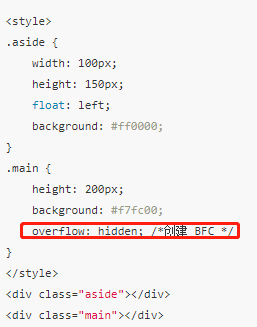 <style>
.aside {
width: 100px;
height: 150px;
float: left;
background: #ff0000;
}
.main {
height: 200px;
background: #f7fc00;
overflow: hidden; /*创建 BFC */
}
</style>
<div class="aside"></div>
<div class="main"></div>